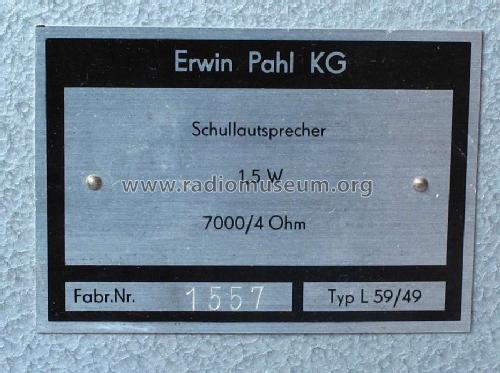 Erwin Pahl KG
Schullautsprecher
1,5 W
www.radiomuseum.org
7000/4 Ohm
Fabr.Nr. 1557 Typ L 59/49